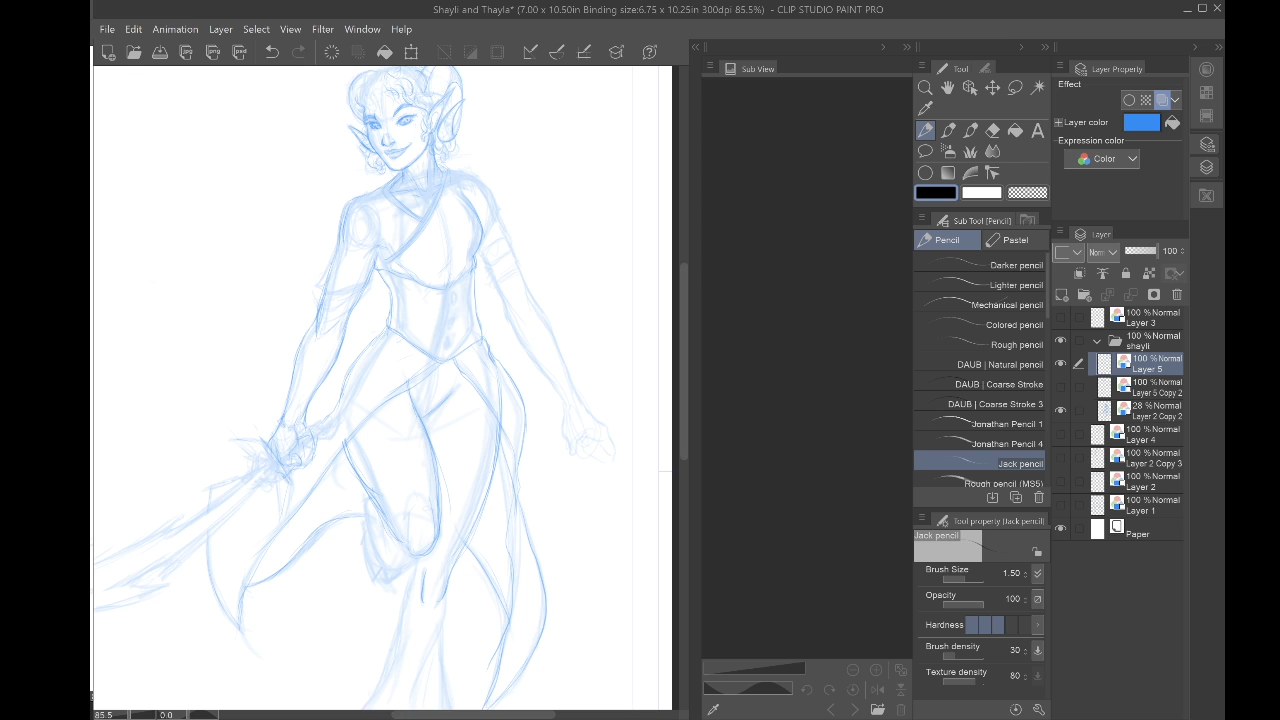 Shayli and Thayla* (7.00 x 10.50in Binding size:6.75 x 10.25in 300dpi 85.5%) - CLIP STUDIO PAINT PRO
File Edit Animation Layer Select View Filter Window Help
Sub View
Tool
Layer Property
Effect
Layer color
Expression color
Color
Sub Tool [Pencil]
Pencil
Pastel
Darker pencil
Lighter pencil
Mechanical pencil
Colored pencil
Rough pencil
DAUB | Natural pencil
DAUB | Coarse Stroke
DAUB | Coarse Stroke 3
Jonathan Pencil 1
Jonathan Pencil 4
Jack pencil
Rough pencil (MS5)
Tool property [Jack pencil]
Jack pencil
Brush Size 1.50
Opacity 100
Hardness
Brush density 30
Texture density 80
Layer
Norn 100
100 % Normal
Layer 3
100 % Normal
shayli
100 % Normal
Layer 5
100 % Normal
Layer 5 Copy 2
28 % Normal
Layer 2 Copy 2
100 % Normal
Layer 4
100 % Normal
Layer 2 Copy 3
100 % Normal
Layer 2
100 % Normal
Layer 1
Paper
85.5 0.0